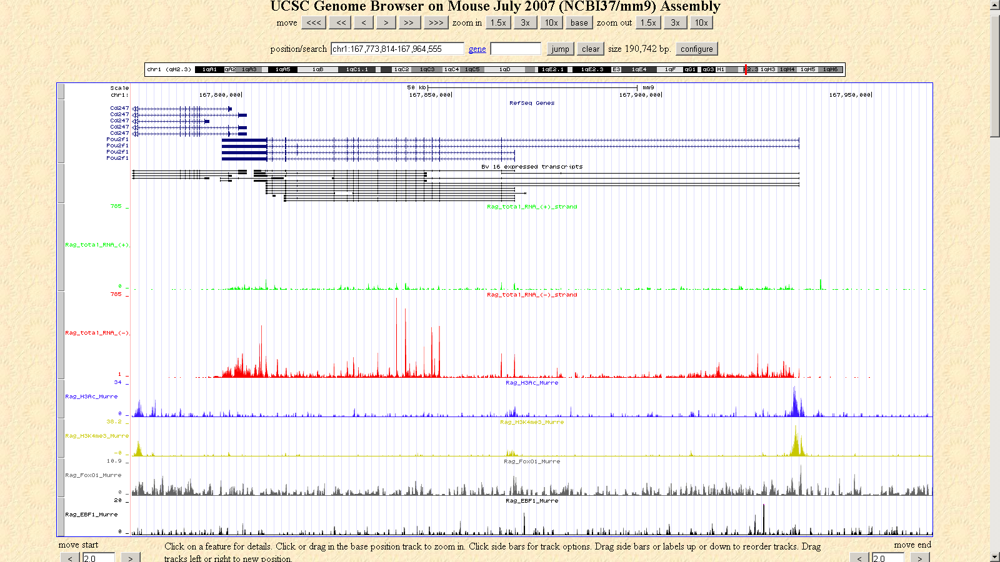 UCSC Genome Browser on Mouse July 2007 (NCBI37/mm9) Assembly
move <<< << < > >> >>> zoom in 1.5x 3x 10x base zoom out 1.5x 3x 10x
position/search chr1:167,773,814-167,964,555 gene jump clear size 190,742 bp. configure
chr1 (qH2.3) 1qA1 qA2 1qA3 1qA5 1qB 1qC1.1 1qC2 1qC3 1qC4 1qC5 1qD 1qE2.1 1qE2.3 E3 1qE4 1qF qG1 qG3 H1 2.3 1qH3 1qH4 1qH5 1qH6
Scale 50 kb mm9
chr1: 167,800,000 167,850,000 167,900,000 167,950,000
RefSeq Genes
Cd247
Cd247
Cd247
Cd247
Cd247
Pou2f1
Pou2f1
Pou2f1
Pou2f1
Bv 16 expressed transcripts
785 _ Rag_total_RNA_(+)_strand
Rag_total_RNA_(+)
0 _
785 _ Rag_total_RNA_(-)_strand
Rag_total_RNA_(-)
1 _
34 _ Rag_H3Ac_Murre
Rag_H3Ac_Murre
0 _
38.2 _ Rag_H3K4me3_Murre
Rag_H3K4me3_Murre
-0 _
10.9 _ Rag_FoxO1_Murre
Rag_FoxO1_Murre
0 _
20 _ Rag_EBF1_Murre
Rag_EBF1_Murre
0 _
move start Click on a feature for details. Click or drag in the base position track to zoom in. Click side bars for track options. Drag side bars or labels up or down to reorder tracks. Drag move end
< 2.0 > tracks left or right to new position. < 2.0 >